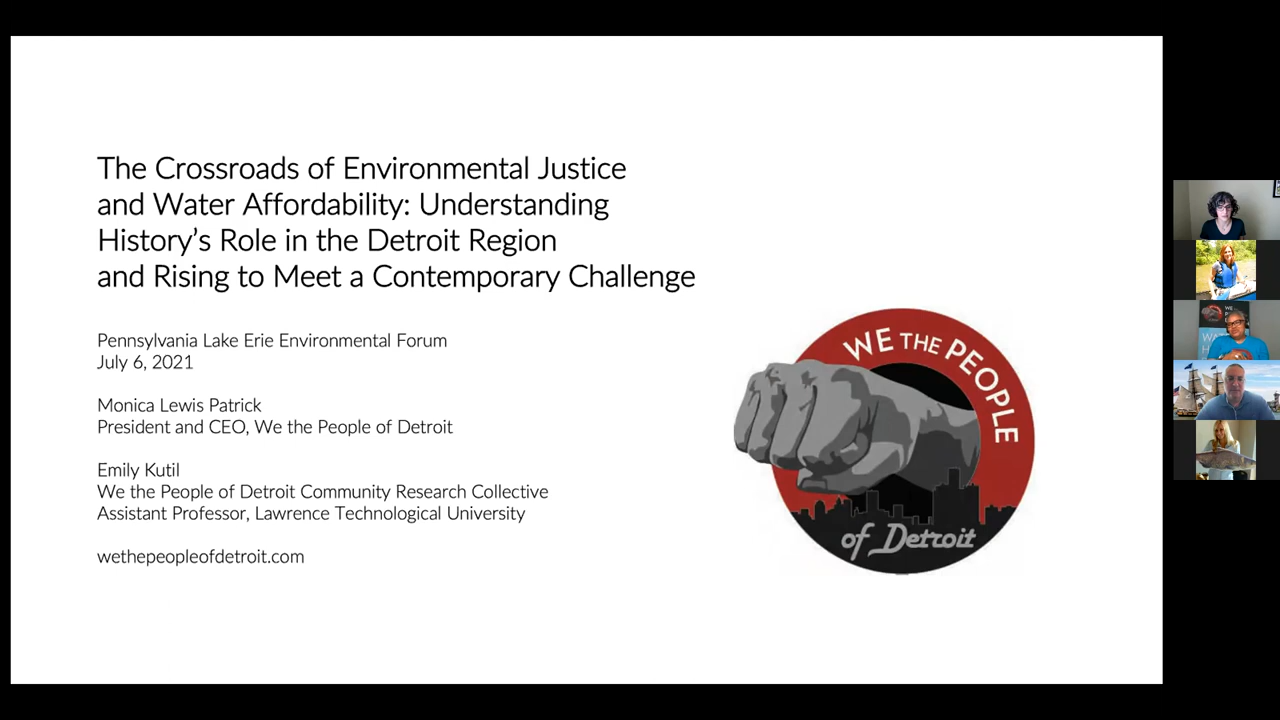 The Crossroads of Environmental Justice
and Water Affordability: Understanding
History's Role in the Detroit Region
and Rising to Meet a Contemporary Challenge
Pennsylvania Lake Erie Environmental Forum
July 6, 2021
Monica Lewis Patrick
President and CEO, We the People of Detroit
Emily Kutil
We the People of Detroit Community Research Collective
Assistant Professor, Lawrence Technological University
wethepeopleofdetroit.com
WE THE PEOPLE
of Detroit